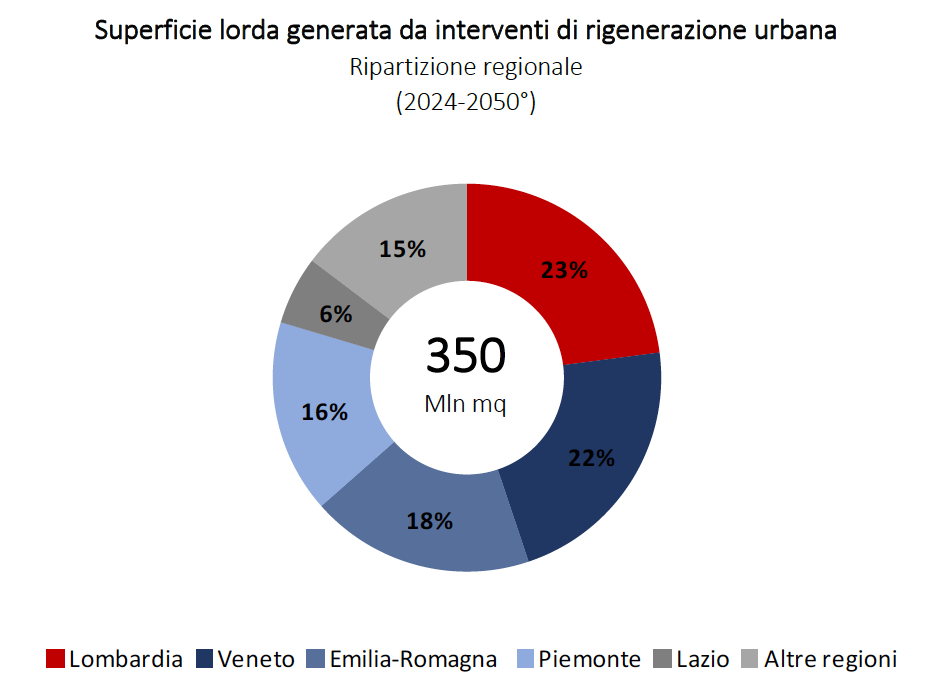 Superficie lorda generata da interventi di rigenerazione urbana
Ripartizione regionale
(2024-2050°)
15%
23%
6%
350
Mln mq
16%
22%
18%
Lombardia Veneto Emilia-Romagna Piemonte Lazio Altre regioni